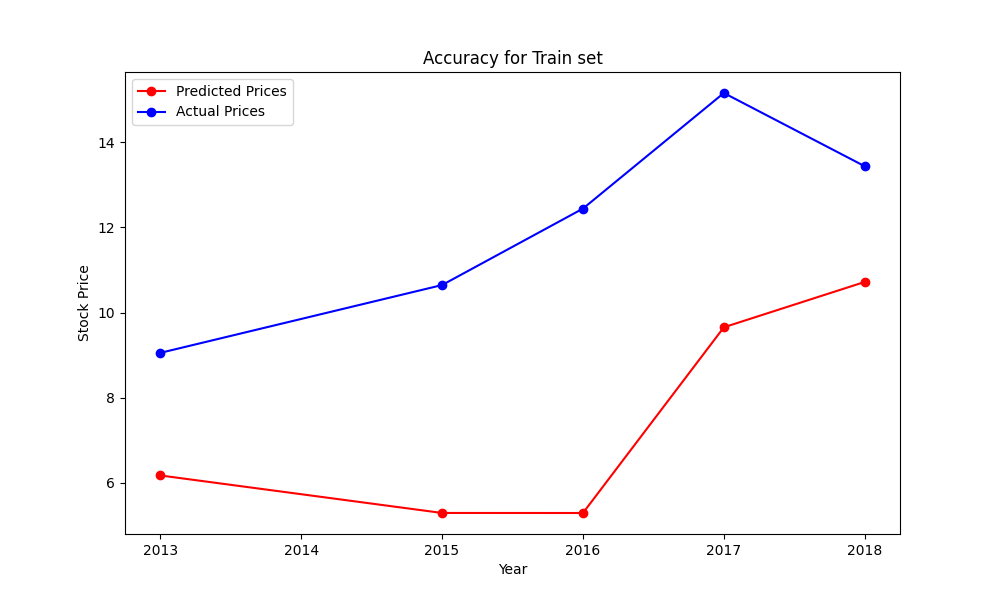 Accuracy for Train set
Predicted Prices
Actual Prices
14
12
10
8
6
Stock Price
2013 2014 2015 2016 2017 2018
Year